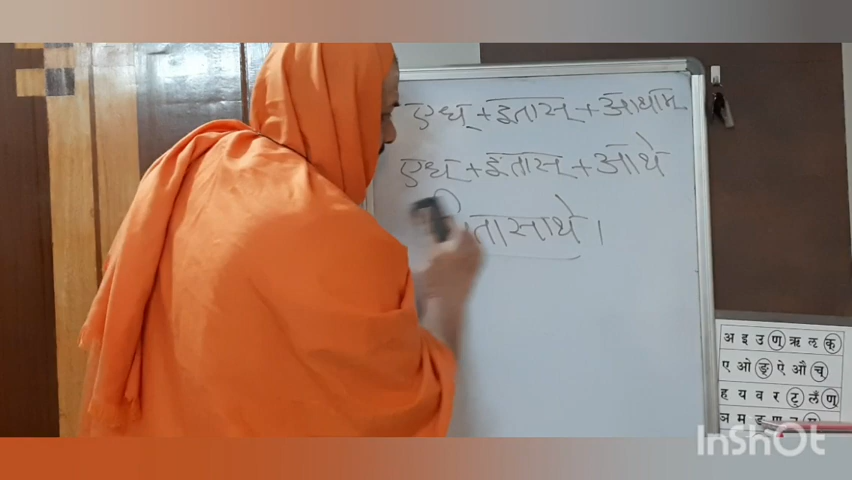 एध् + इतास् + आथाम्
एध् + इतास् + आथे
तासाथे ।
अ इ उ ण् ऋ ऌ क्
ए ओ ङ् ऐ औ च्
ह य व र ट् लँ ण्
ञ म ङ ण न म्
InShOt